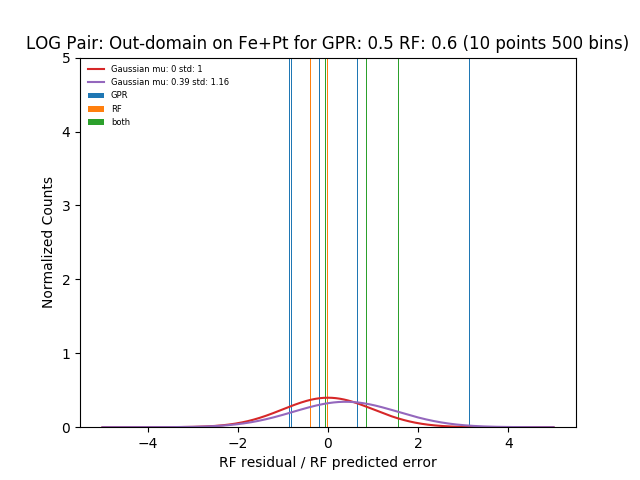 LOG Pair: Out-domain on Fe+Pt for GPR: 0.5 RF: 0.6 (10 points 500 bins)
Gaussian mu: 0 std: 1
Gaussian mu: 0.39 std: 1.16
GPR
RF
both
Normalized Counts
5
4
3
2
1
0
−4 −2 0 2 4
RF residual / RF predicted error